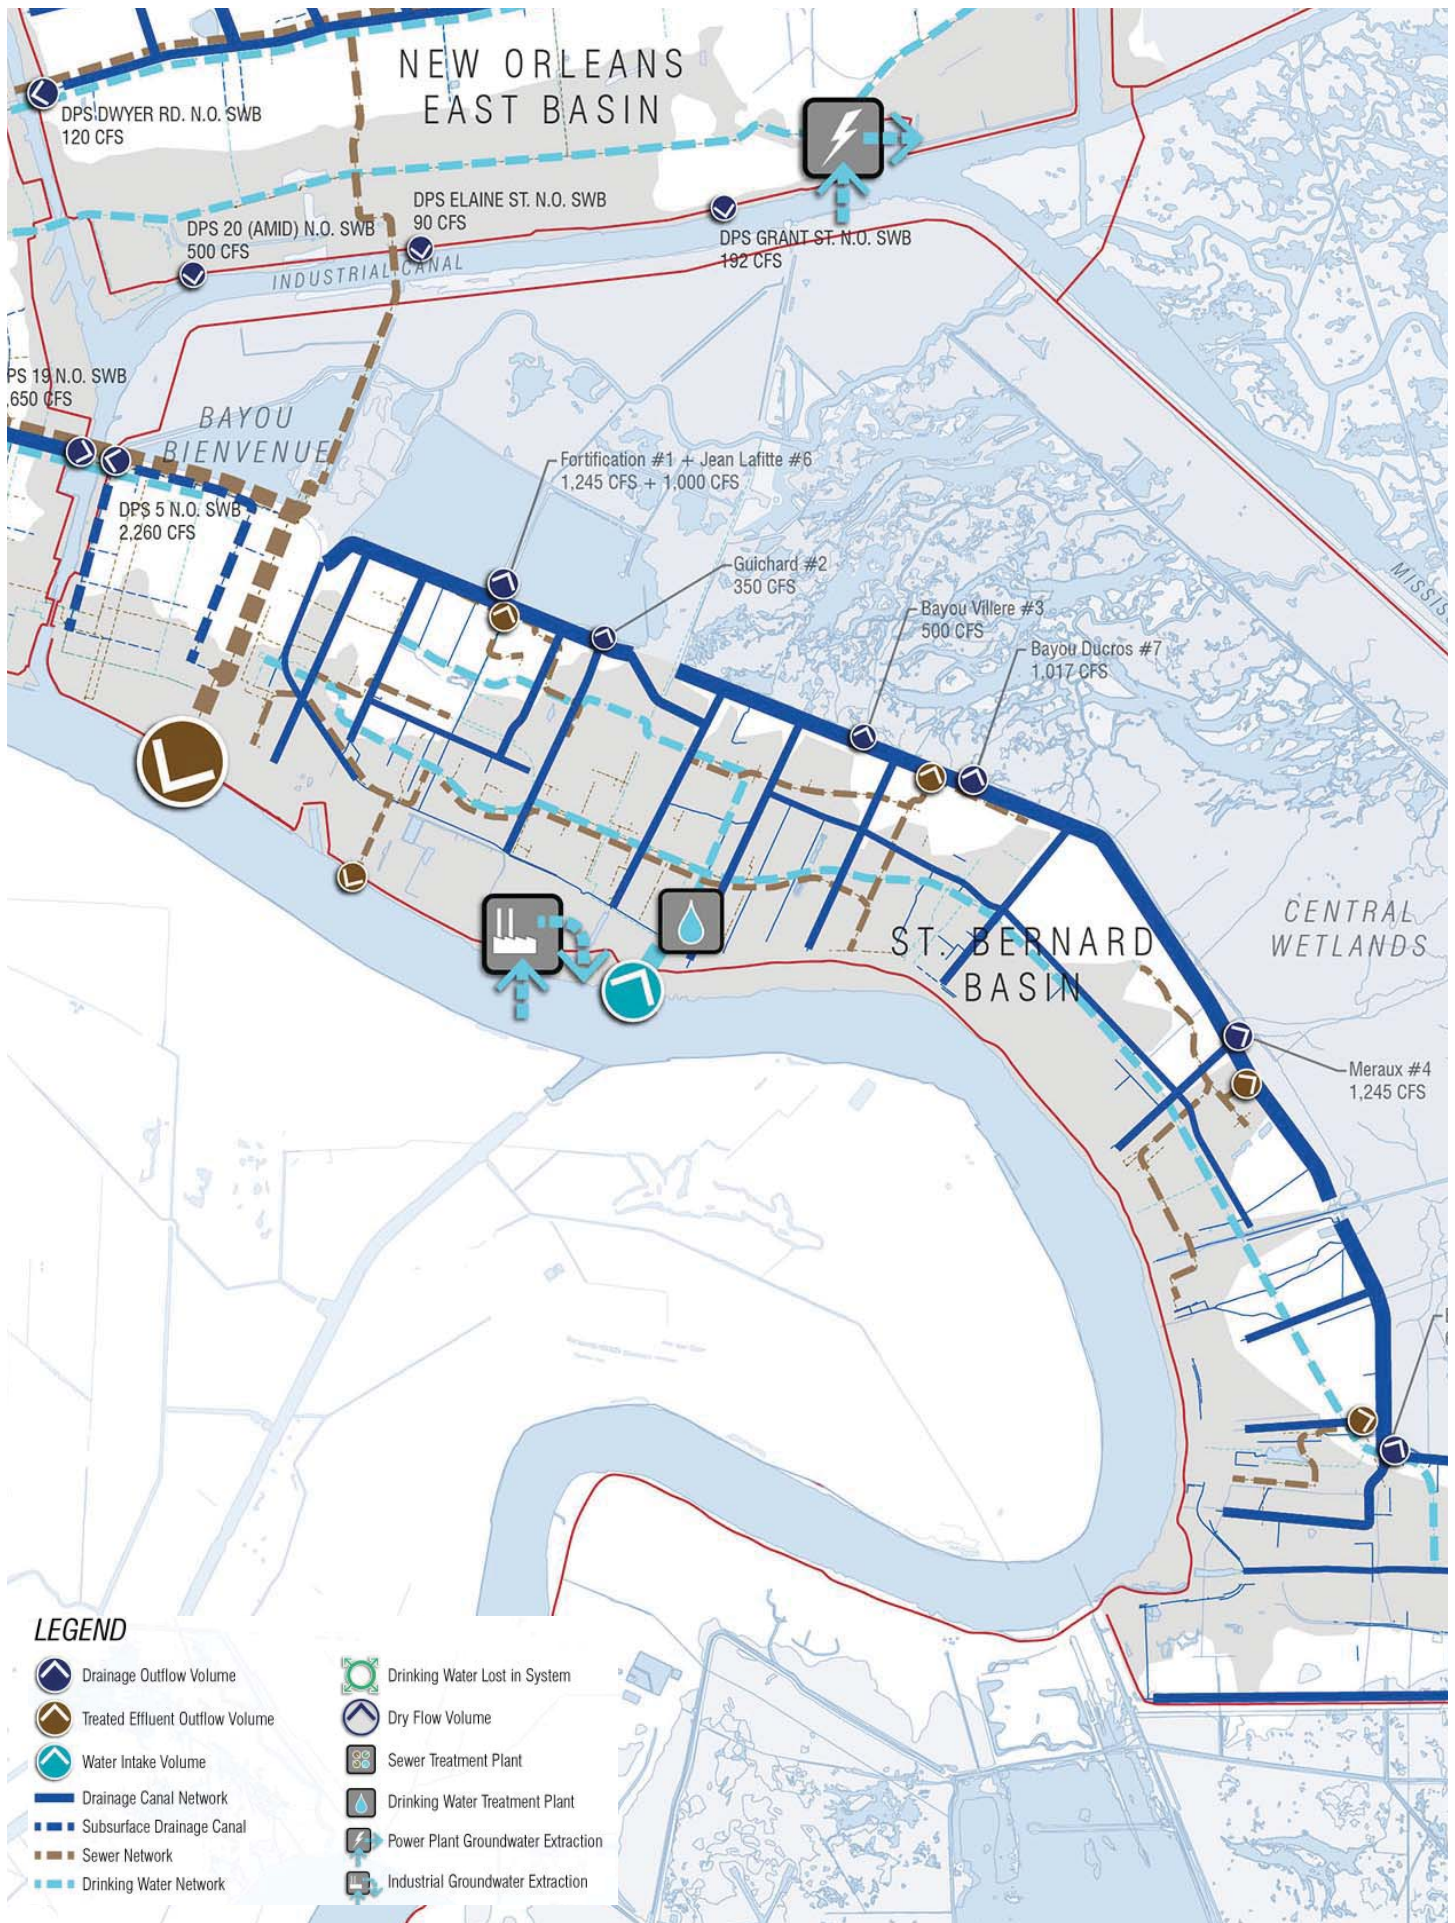 NEW ORLEANS
EAST BASIN
DPS DWYER RD. N.O. SWB
120 CFS
DPS ELAINE ST. N.O. SWB
90 CFS
DPS 20 (AMID) N.O. SWB
500 CFS
DPS GRANT ST. N.O. SWB
192 CFS
INDUSTRIAL CANAL
PS 19 N.O. SWB
,650 CFS
BAYOU
BIENVENUE
Fortification #1 + Jean Lafitte #6
1,245 CFS + 1,000 CFS
DPS 5 N.O. SWB
2,260 CFS
Guichard #2
350 CFS
MISSIS
Bayou Villere #3
500 CFS
Bayou Ducros #7
1,017 CFS
CENTRAL
WETLANDS
ST. BERNARD
BASIN
Meraux #4
1,245 CFS
LEGEND
Drainage Outflow Volume
Treated Effluent Outflow Volume
Water Intake Volume
Drainage Canal Network
Subsurface Drainage Canal
Sewer Network
Drinking Water Network
Drinking Water Lost in System
Dry Flow Volume
Sewer Treatment Plant
Drinking Water Treatment Plant
Power Plant Groundwater Extraction
Industrial Groundwater Extraction